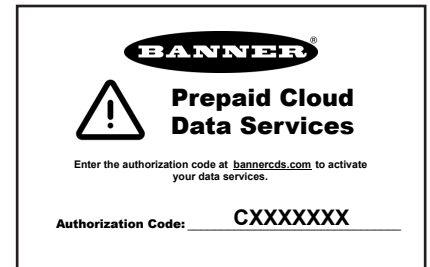 BANNER®
Prepaid Cloud
Data Services
Enter the authorization code at bannercds.com to activate
your data services.
Authorization Code: CXXXXXXX